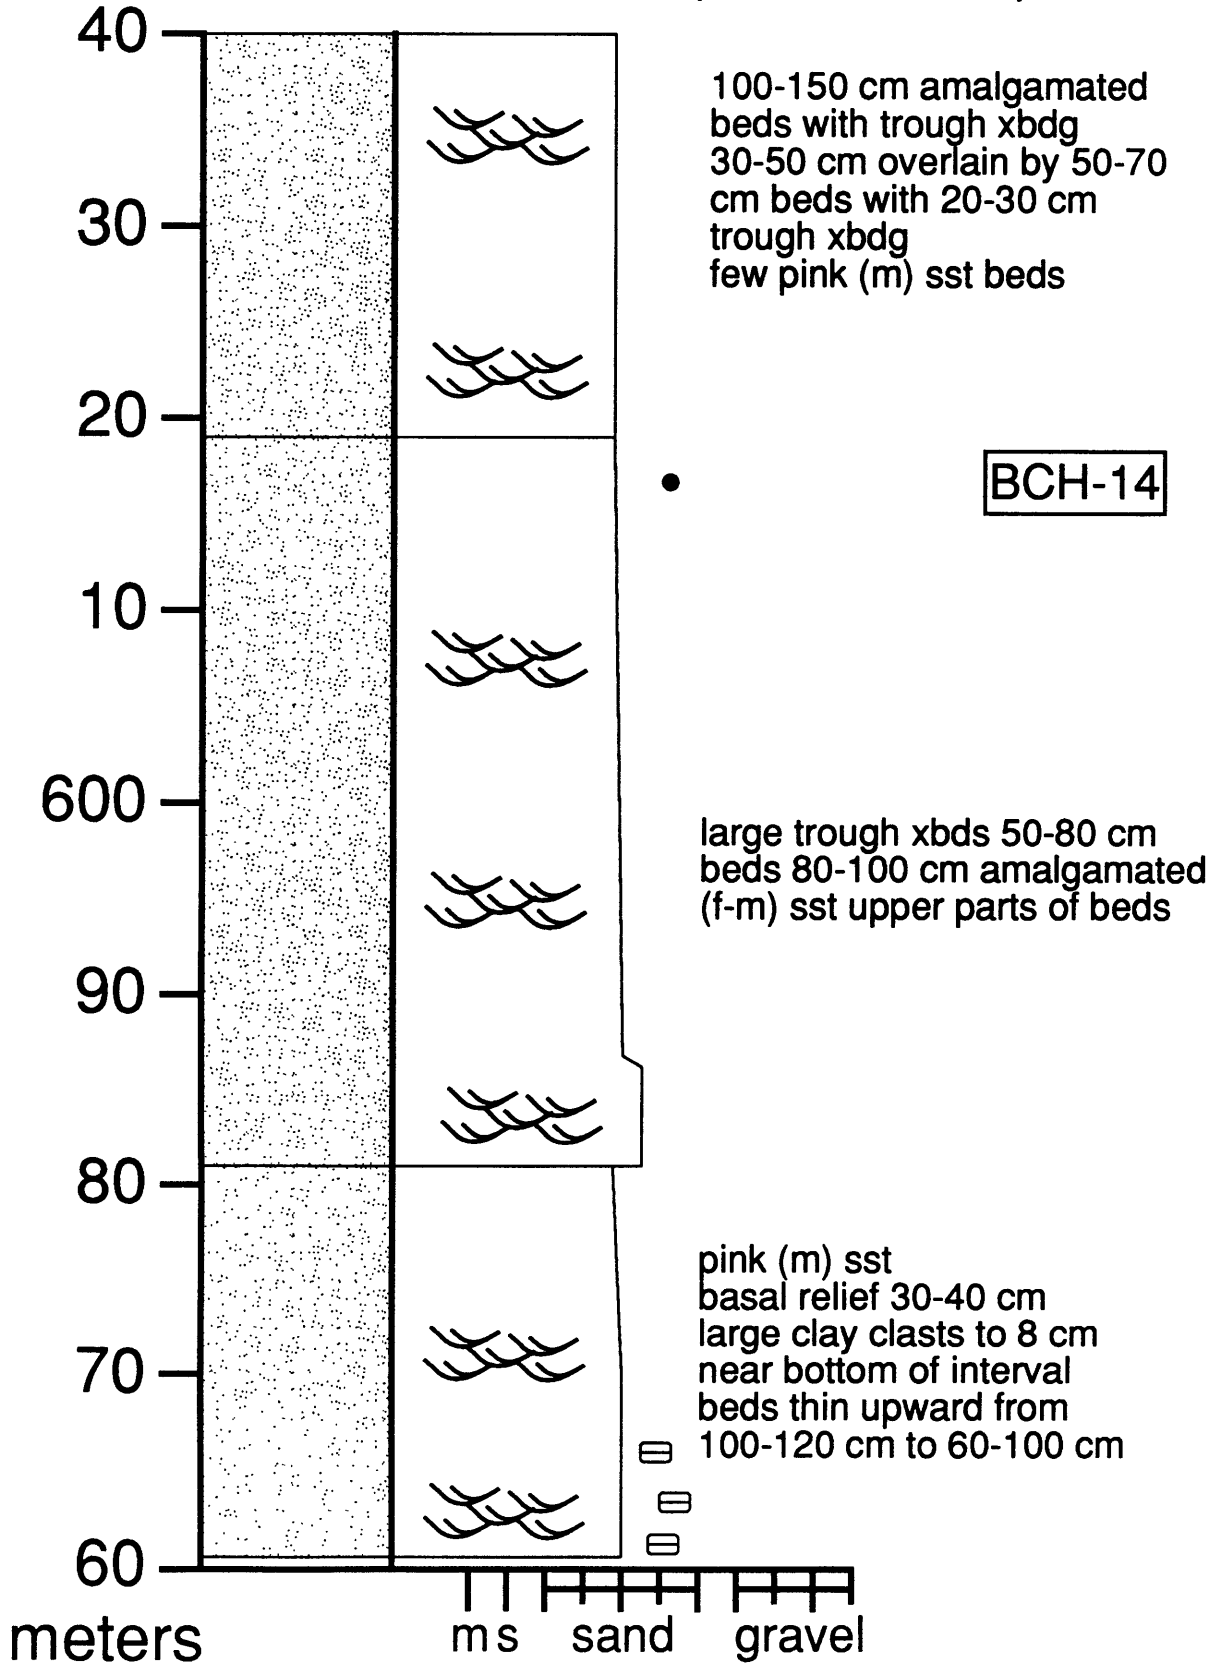 40
100-150 cm amalgamated
beds with trough xbdg
30-50 cm overlain by 50-70
cm beds with 20-30 cm
trough xbdg
few pink (m) sst beds
30
20
BCH-14
10
600
large trough xbds 50-80 cm
beds 80-100 cm amalgamated
(f-m) sst upper parts of beds
90
80
pink (m) sst
basal relief 30-40 cm
large clay clasts to 8 cm
near bottom of interval
beds thin upward from
100-120 cm to 60-100 cm
70
60
meters
m s sand gravel